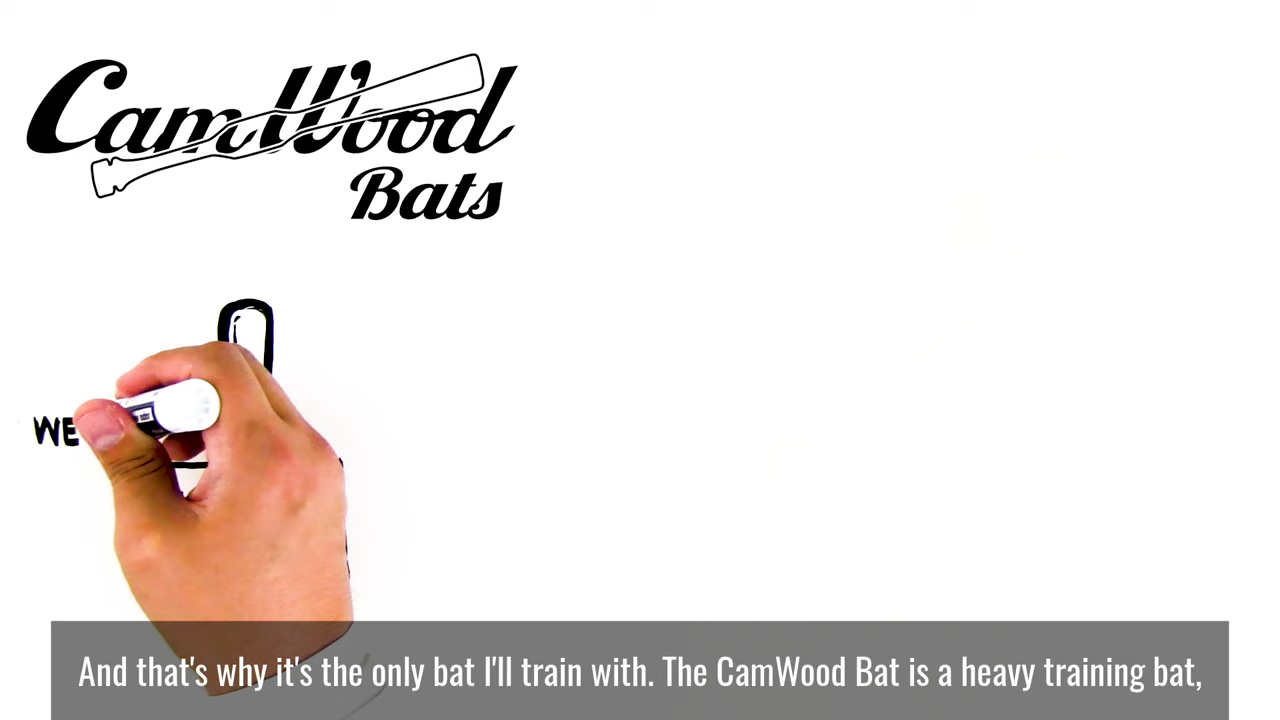 CamWood
Bats
WE
And that's why it's the only bat I'll train with. The CamWood Bat is a heavy training bat,